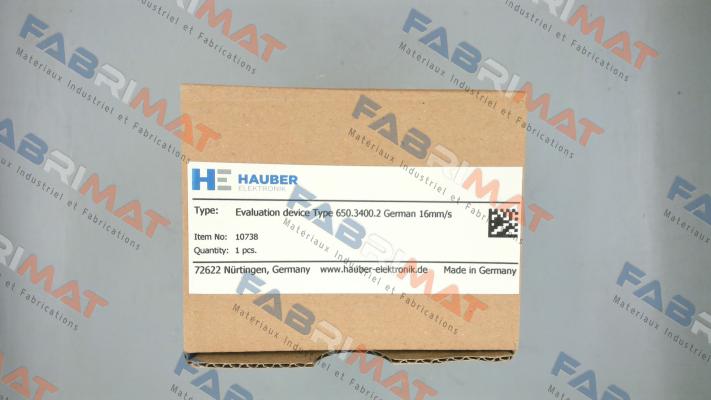 HE HAUBER
ELEKTRONIK
Type: Evaluation device Type 650.3400.2 German 16mm/s
Item No: 10738
Quantity: 1 pcs.
72622 Nürtingen, Germany www.hauber-elektronik.de Made in Germany
FABRIMAT
Matériaux Industriel et Fabrications